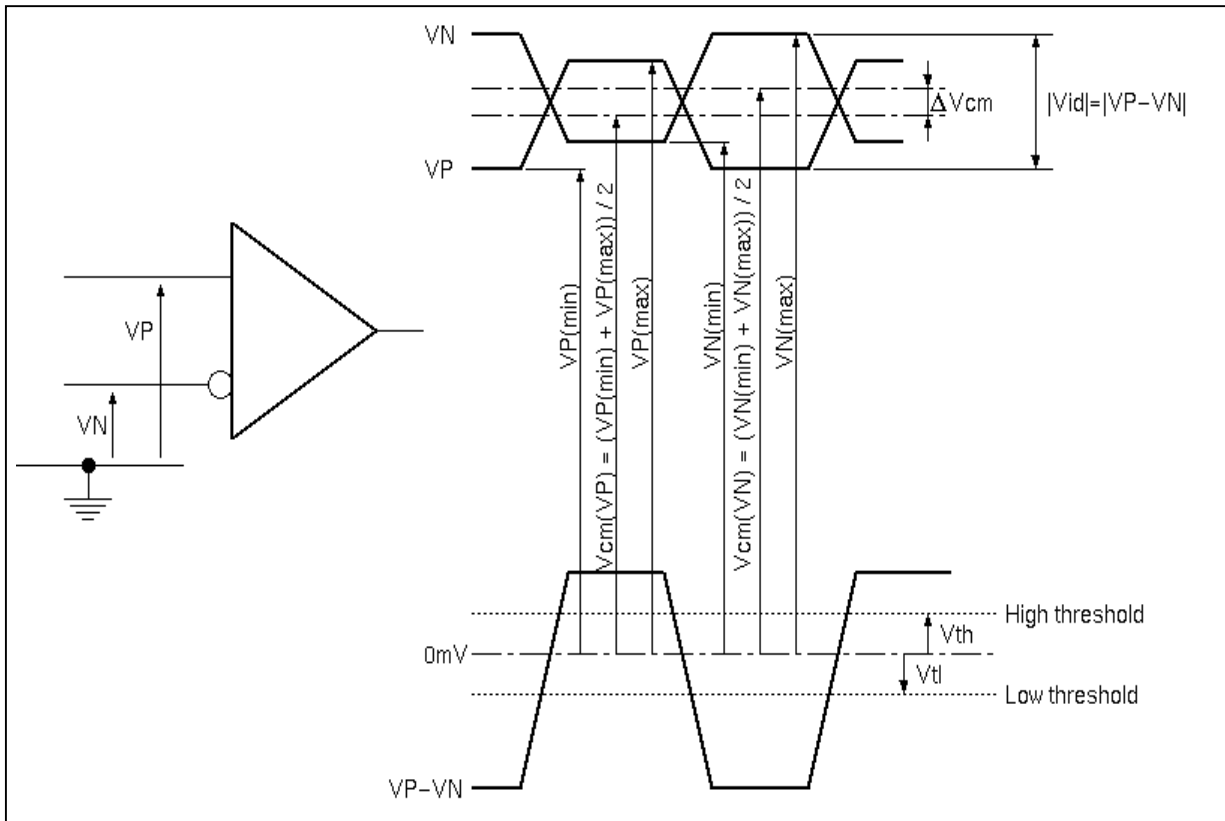 VN
VP
ΔVcm
|Vid|=|VP−VN|
VP
VN
VP(min)
Vcm(VP) = (VP(min) + VP(max)) / 2
VP(max)
VN(min)
Vcm(VN) = (VN(min) + VN(max)) / 2
VN(max)
High threshold
Vth
0mV
Vtl
Low threshold
VP−VN